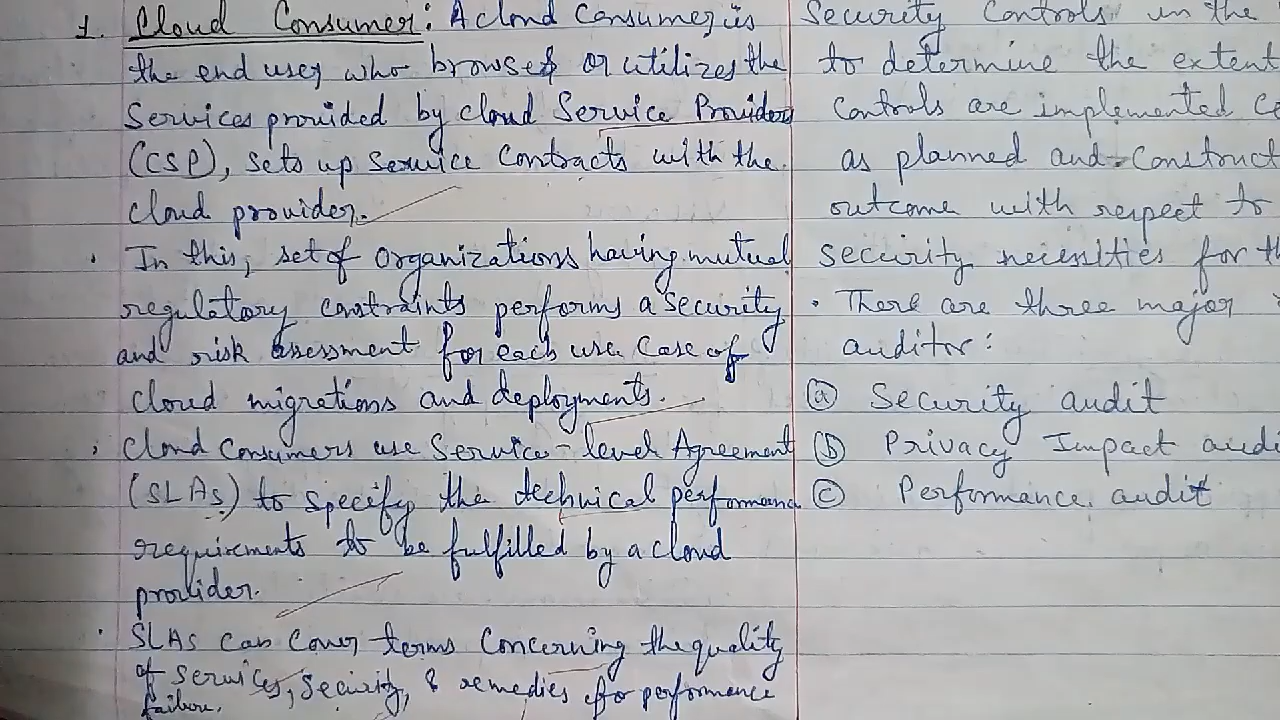 1. Cloud Consumer: A cloud Consumer is
the end user who browses or utilizes the
Services provided by cloud Service Provider
(CSP), sets up service contracts with the
cloud provider.
. In this, set of organizations having mutual
regulatory constraints performs a security
and risk assessment for each use case of
cloud migrations and deployments.
. Cloud Consumers use Service-level Agreement
(SLAs) to specify the technical performance
requirements to be fulfilled by a cloud
provider.
. SLAs can cover terms concerning the quality
of services, security, & remedies for performance
failure.
Security Controls in the
to determine the extent
Controls are implemented
as planned and construct
outcome with respect to
security necessities for
. There are three major
auditor:
(a) Security audit
(b) Privacy Impact audi
(c) Performance audit